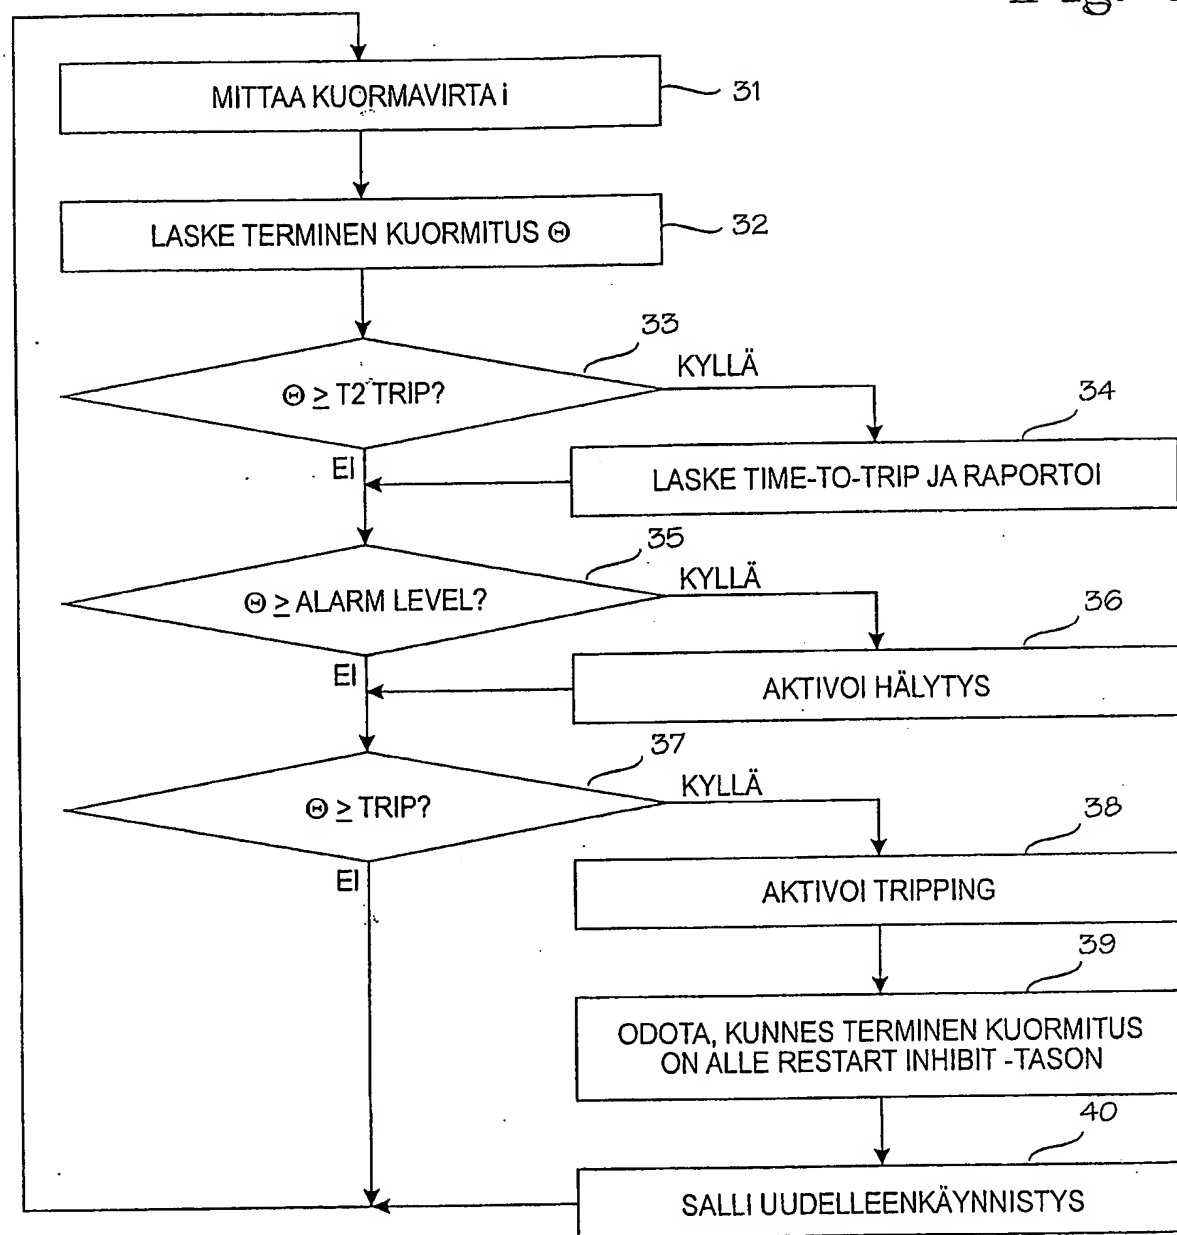 MITTAA KUORMAVIRTA i
31
LASKE TERMINEN KUORMITUS Θ
32
33
Θ ≥ T2 TRIP?
KYLLÄ
EI
34
LASKE TIME-TO-TRIP JA RAPORTOI
35
Θ ≥ ALARM LEVEL?
KYLLÄ
EI
36
AKTIVOI HÄLYTYS
37
Θ ≥ TRIP?
KYLLÄ
EI
38
AKTIVOI TRIPPING
39
ODOTA, KUNNES TERMINEN KUORMITUS
ON ALLE RESTART INHIBIT -TASON
40
SALLI UUDELLEENKÄYNNISTYS